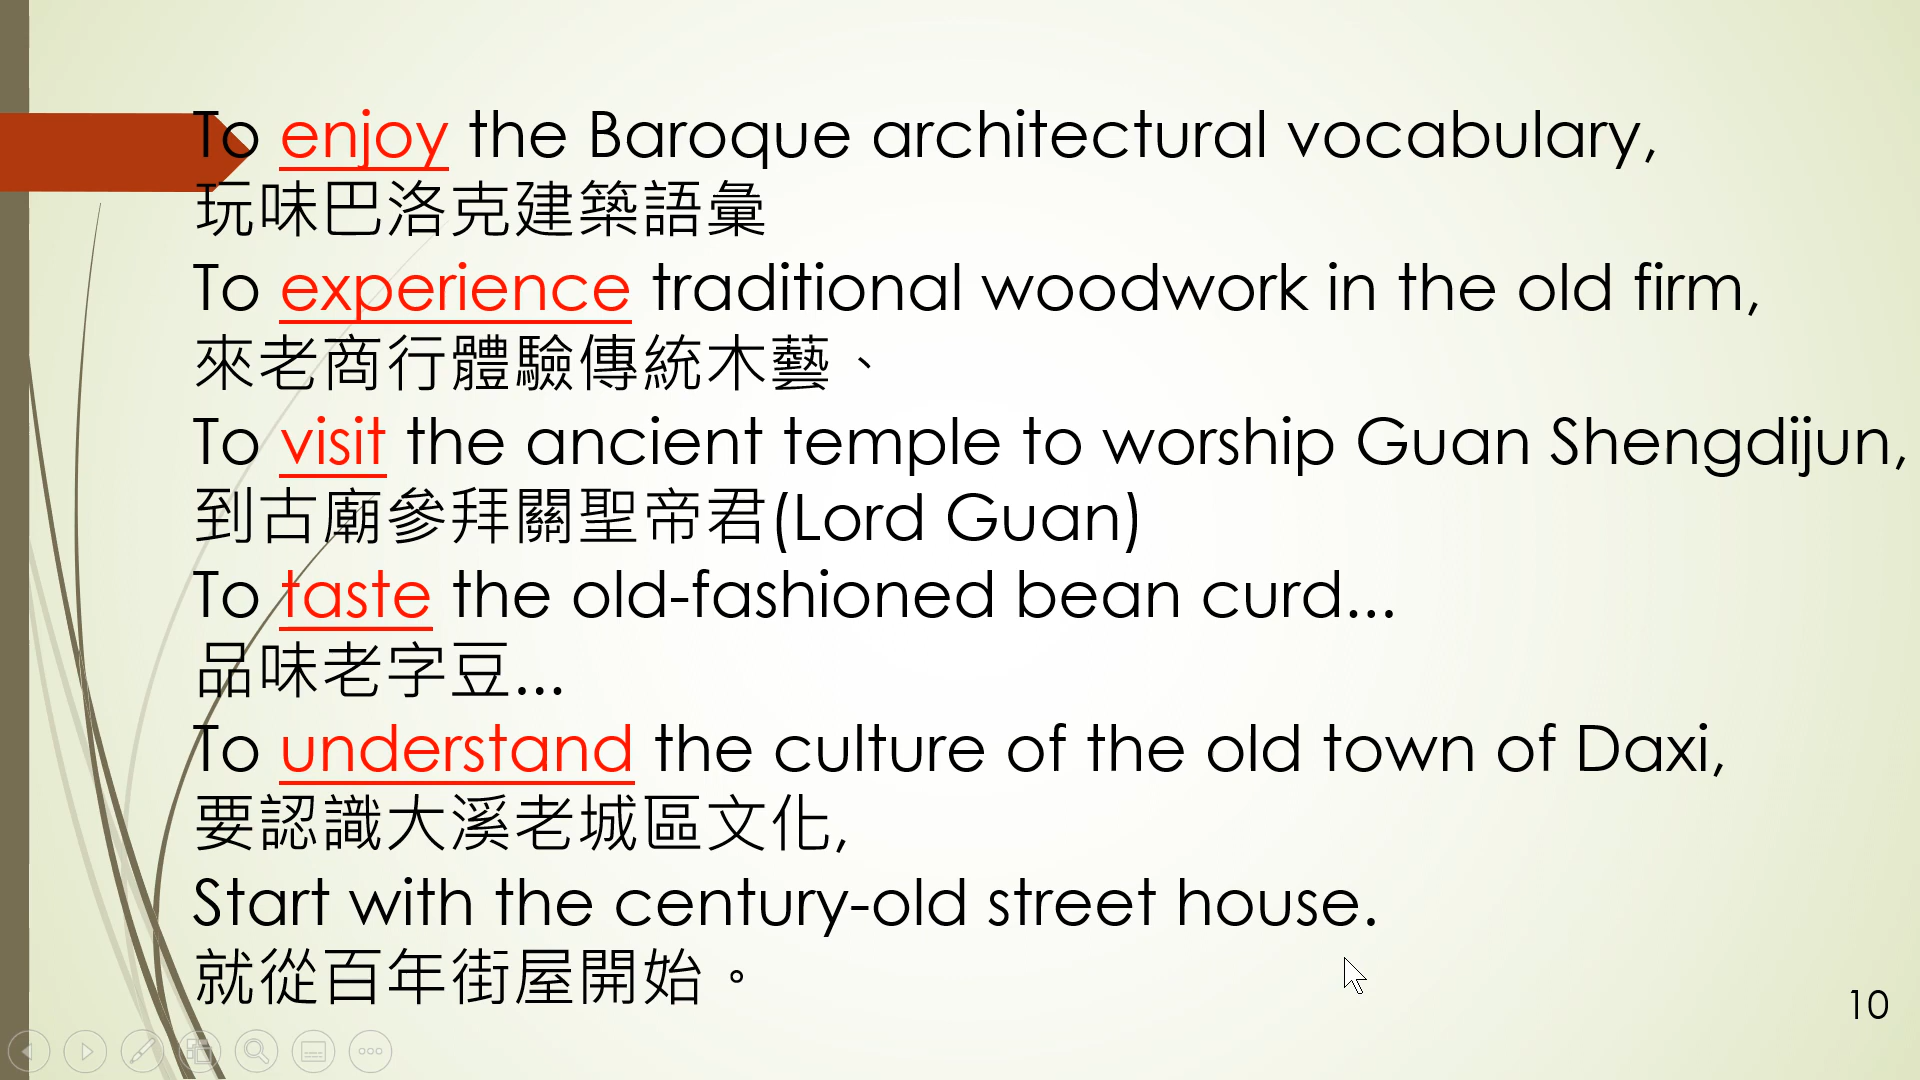 To enjoy the Baroque architectural vocabulary,
玩味巴洛克建築語彙
To experience traditional woodwork in the old firm,
來老商行體驗傳統木藝、
To visit the ancient temple to worship Guan Shengdijun,
到古廟參拜關聖帝君(Lord Guan)
To taste the old-fashioned bean curd...
品味老字豆...
To understand the culture of the old town of Daxi,
要認識大溪老城區文化,
Start with the century-old street house.
就從百年街屋開始。
10